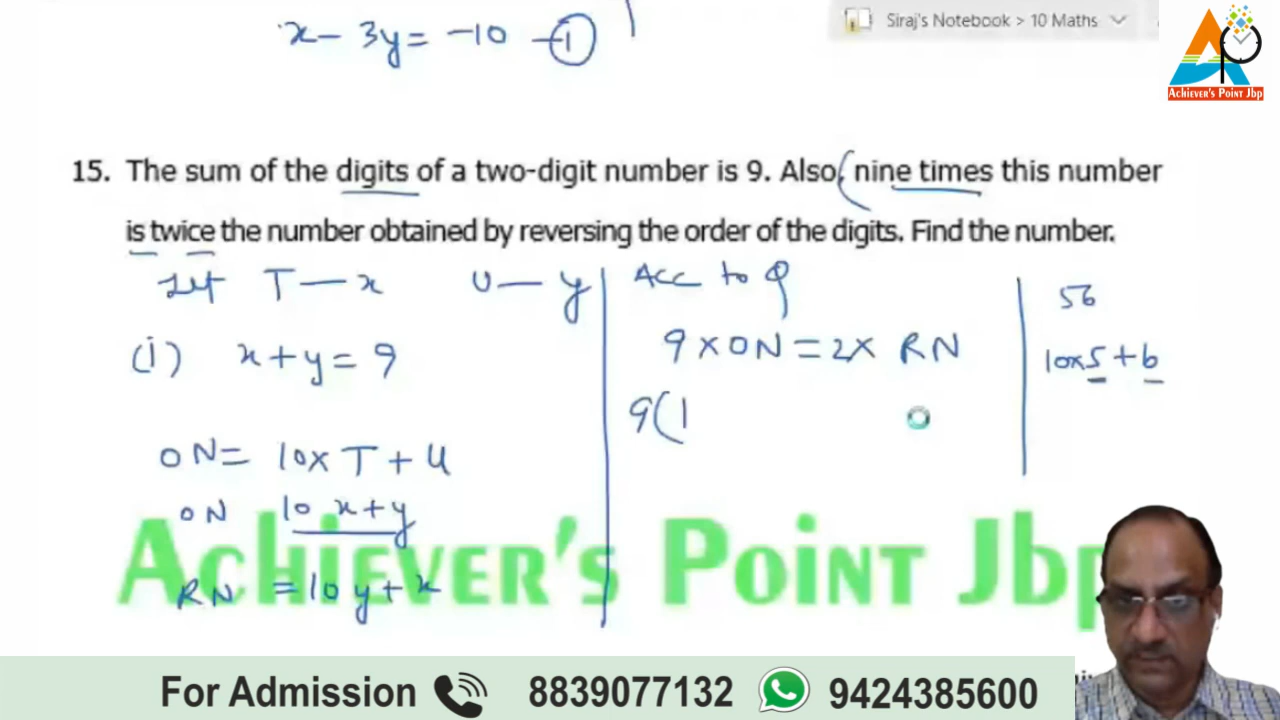 x - 3y = -10 - 1
Siraj's Notebook > 10 Maths
ACHIEVER'S POINT Jbp
15. The sum of the digits of a two-digit number is 9. Also, nine times this number
is twice the number obtained by reversing the order of the digits. Find the number.
Let T — x U — y
(i) x + y = 9
ON = 10x T + U
ON 10 x + y
RN = 10 y + x
Acc to Q
9 x ON = 2x RN
9(1
56
10x5 + 6
ACHIEVER'S POINT Jbp
For Admission 8839077132 9424385600